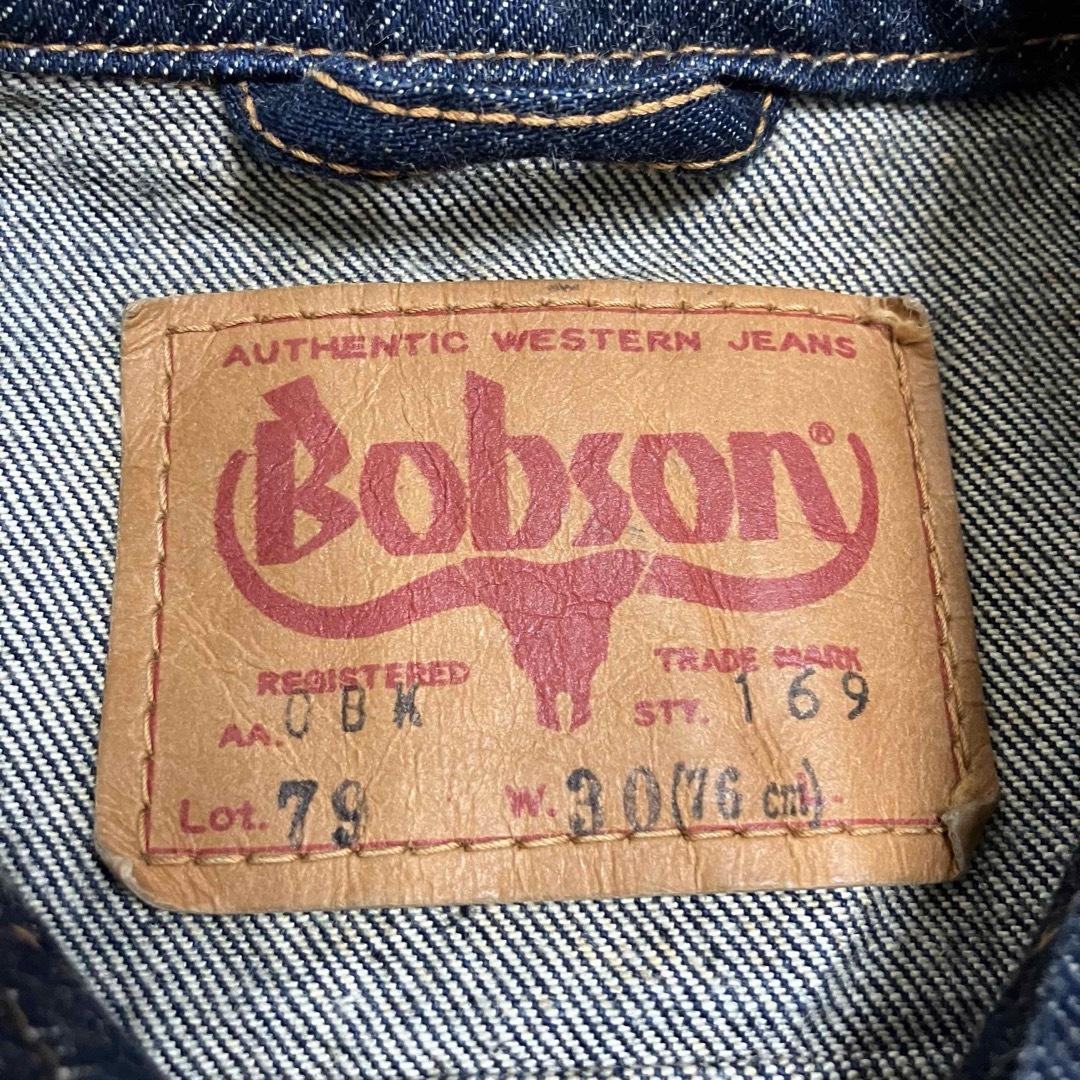 AUTHENTIC WESTERN JEANS
Bobson®
REGISTERED TRADE MARK
AA. OBK STY. 169
Lot. 79 W. 30 (76 cm) L-